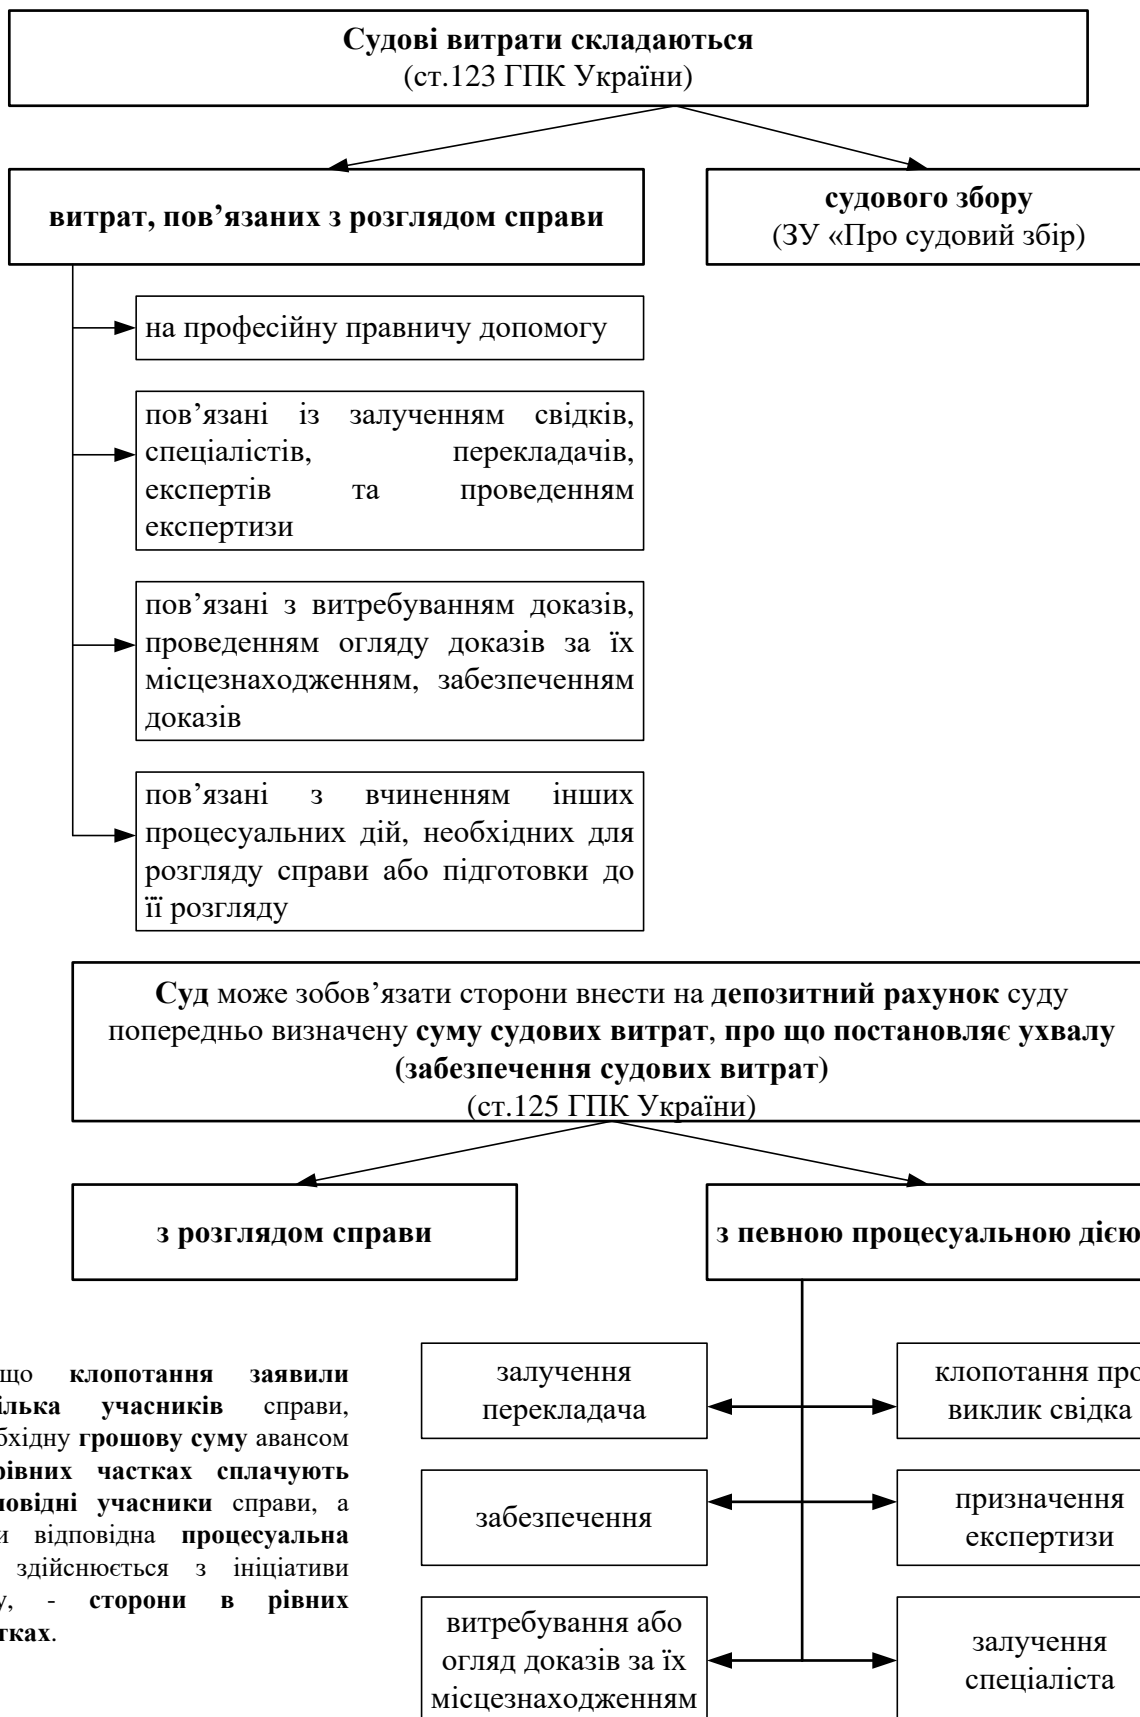 Судові витрати складаються
(ст.123 ГПК України)
витрат, пов’язаних з розглядом справи
судового збору
(ЗУ «Про судовий збір)
на професійну правничу допомогу
пов’язані із залученням свідків,
спеціалістів, перекладачів,
експертів та проведенням
експертизи
пов’язані з витребуванням доказів,
проведенням огляду доказів за їх
місцезнаходженням, забезпеченням
доказів
пов’язані з вчиненням інших
процесуальних дій, необхідних для
розгляду справи або підготовки до
її розгляду
Суд може зобов’язати сторони внести на депозитний рахунок суду
попередньо визначену суму судових витрат, про що постановляє ухвалу
(забезпечення судових витрат)
(ст.125 ГПК України)
з розглядом справи
з певною процесуальною дією
що клопотання заявили
лька учасників справи,
бхідну грошову суму авансом
рівних частках сплачують
повідні учасники справи, а
и відповідна процесуальна
здійснюється з ініціативи
у, - сторони в рівних
тках.
залучення
перекладача
клопотання про
виклик свідка
забезпечення
призначення
експертизи
витребування або
огляд доказів за їх
місцезнаходженням
залучення
спеціаліста